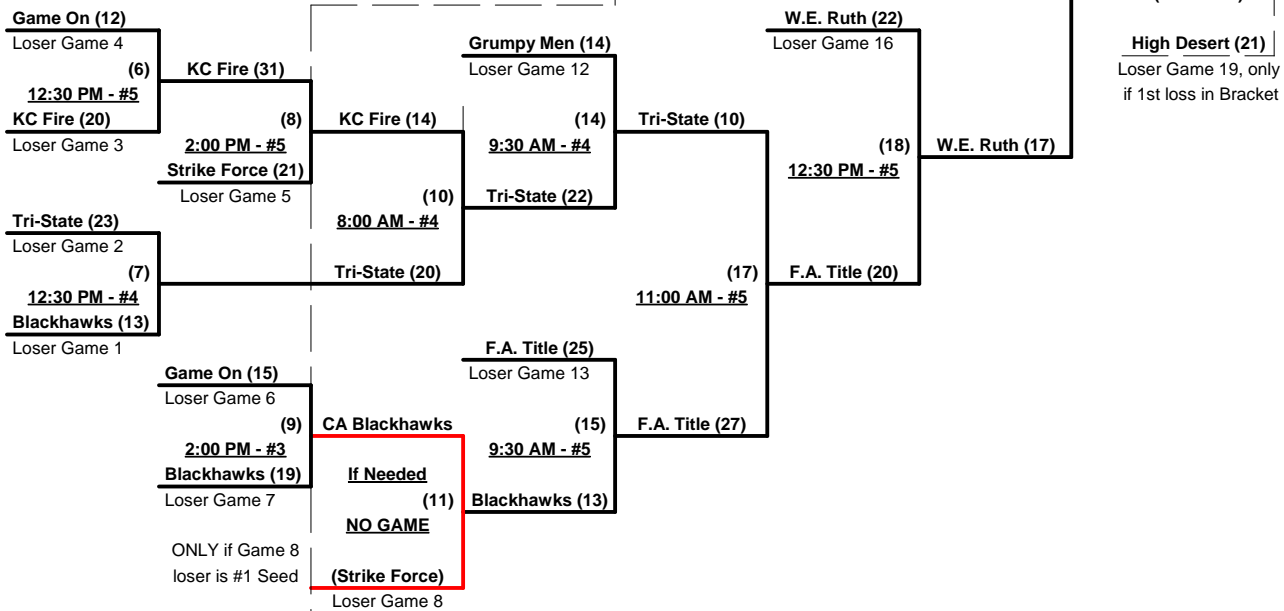 Game On (12)
Loser Game 4
(6)
12:30 PM - #5
KC Fire (20)
Loser Game 3
KC Fire (31)
(8)
2:00 PM - #5
Strike Force (21)
Loser Game 5
Tri-State (23)
Loser Game 2
(7)
12:30 PM - #4
Blackhawks (13)
Loser Game 1
KC Fire (14)
(10)
8:00 AM - #4
Tri-State (20)
Grumpy Men (14)
Loser Game 12
(14)
9:30 AM - #4
Tri-State (22)
Game On (15)
Loser Game 6
(9)
2:00 PM - #3
Blackhawks (19)
Loser Game 7
CA Blackhawks
If Needed
(11)
NO GAME
ONLY if Game 8
loser is #1 Seed
(Strike Force)
Loser Game 8
F.A. Title (25)
Loser Game 13
(15)
9:30 AM - #5
Blackhawks (13)
Tri-State (10)
(17)
11:00 AM - #5
F.A. Title (27)
W.E. Ruth (22)
Loser Game 16
(18)
12:30 PM - #5
F.A. Title (20)
W.E. Ruth (17)
High Desert (21)
Loser Game 19, only
if 1st loss in Bracket